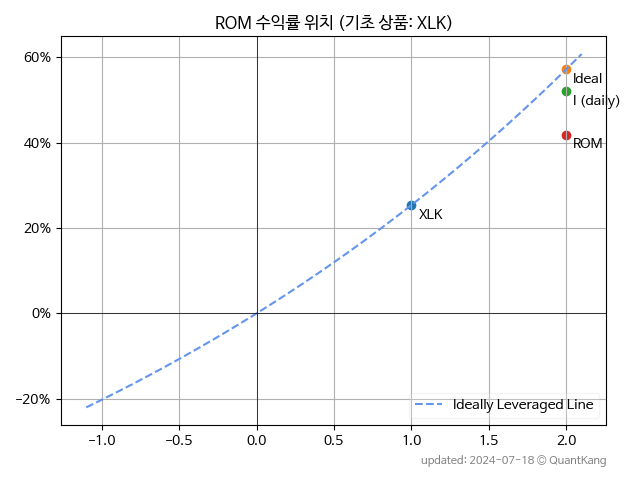 ROM 수익률 위치 (기초 상품: XLK)
60%
40%
20%
0%
−20%
Ideal
I (daily)
ROM
XLK
Ideally Leveraged Line
−1.0 −0.5 0.0 0.5 1.0 1.5 2.0
updated: 2024-07-18 © QuantKang